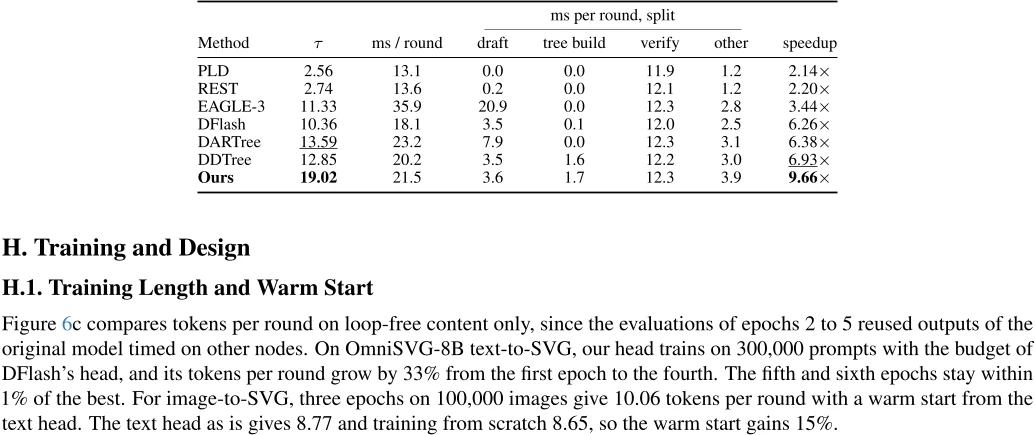 ms per round, split
Method τ ms / round draft tree build verify other speedup
PLD 2.56 13.1 0.0 0.0 11.9 1.2 2.14×
REST 2.74 13.6 0.2 0.0 12.1 1.2 2.20×
EAGLE-3 11.33 35.9 20.9 0.0 12.3 2.8 3.44×
DFlash 10.36 18.1 3.5 0.1 12.0 2.5 6.26×
DARTree 13.59 23.2 7.9 0.0 12.3 3.1 6.38×
DDTree 12.85 20.2 3.5 1.6 12.2 3.0 6.93×
Ours 19.02 21.5 3.6 1.7 12.3 3.9 9.66×
H. Training and Design
H.1. Training Length and Warm Start
Figure 6c compares tokens per round on loop-free content only, since the evaluations of epochs 2 to 5 reused outputs of the
original model timed on other nodes. On OmniSVG-8B text-to-SVG, our head trains on 300,000 prompts with the budget of
DFlash's head, and its tokens per round grow by 33% from the first epoch to the fourth. The fifth and sixth epochs stay within
1% of the best. For image-to-SVG, three epochs on 100,000 images give 10.06 tokens per round with a warm start from the
text head. The text head as is gives 8.77 and training from scratch 8.65, so the warm start gains 15%.